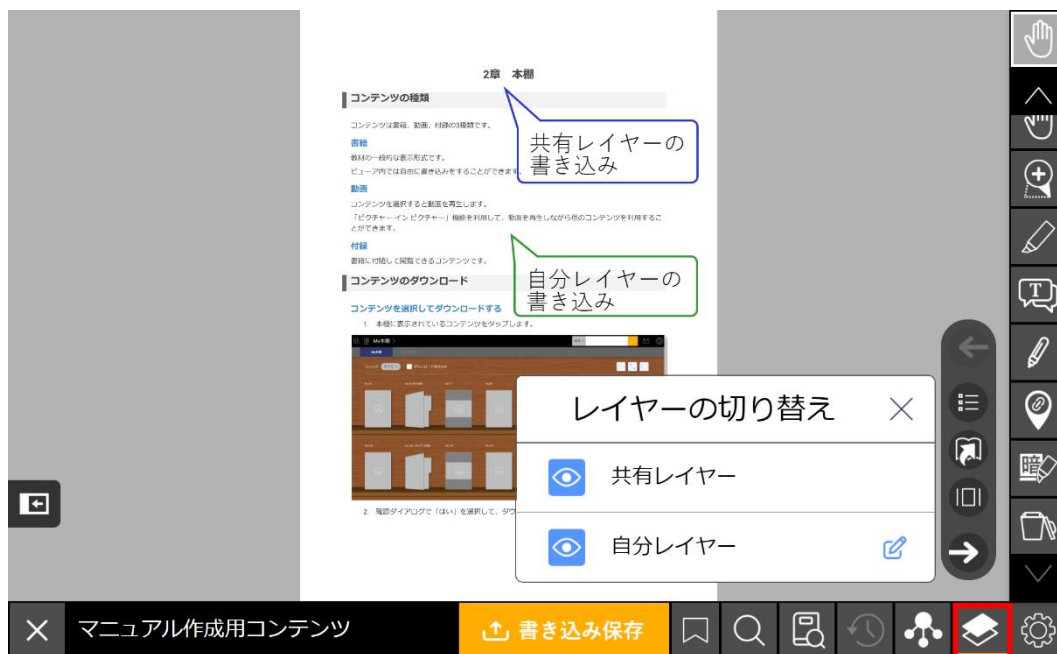 2章 本棚
コンテンツの種類
コンテンツは書籍、動画、付録の3種類です。
書籍
教材の一般的な表示形式です。
ビューア内では自由に書き込みをすることができます。
動画
コンテンツを選択すると動画を再生します。
「ピクチャー イン ピクチャー」機能を利用して、動画を再生しながら他のコンテンツを利用するこ
とができます。
付録
書籍に付随して閲覧できるコンテンツです。
コンテンツのダウンロード
コンテンツを選択してダウンロードする
1. 本棚に表示されているコンテンツをタップします。
My本棚
2. 確認ダイアログで「はい」を選択して、ダウ
共有レイヤーの
書き込み
自分レイヤーの
書き込み
レイヤーの切り替え
共有レイヤー
自分レイヤー
T
暗
マニュアル作成用コンテンツ
書き込み保存